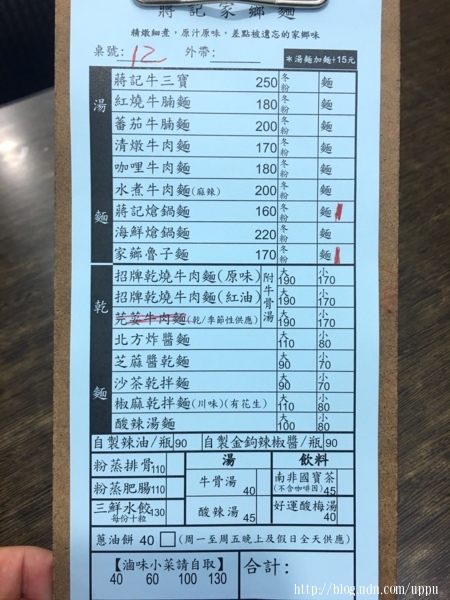 蔣記家鄉麵
精燉細煮，原汁原味，差點被遺忘的家鄉味
桌號: 12 外帶: ＊湯麵加麵+15元
湯麵
蔣記牛三寶 250 冬粉 麵
紅燒牛腩麵 180 冬粉 麵
蕃茄牛腩麵 200 冬粉 麵
清燉牛肉麵 170 冬粉 麵
咖哩牛肉麵 180 冬粉 麵
水煮牛肉麵(麻辣) 200 冬粉 麵
蔣記熗鍋麵 160 冬粉 麵
海鮮熗鍋麵 220 冬粉 麵
家薌魯子麵 170 冬粉 麵
乾麵
招牌乾燒牛肉麵(原味) 附牛骨湯 大190 小170
招牌乾燒牛肉麵(紅油) 大190 小170
芫荽牛肉麵(乾/季節性供應) 大190 小170
北方炸醬麵 大110 小80
芝蔴醬乾麵 大90 小70
沙茶乾拌麵 大90 小70
椒麻乾拌麵(川味)(有花生) 大110 小80
酸辣湯麵 大100 小80
自製辣油/瓶90 自製金鉤辣椒醬/瓶90
粉蒸排骨110 湯 飲料
粉蒸肥腸110 牛骨湯 40 南非國寶茶(不含咖啡因) 45
三鮮水餃130 每份十粒 酸辣湯 45 好運酸梅湯 40
蔥油餅 40 (周一至周五晚上及假日全天供應)
【滷味小菜請自取】 合計:
40 60 100 130
http://blog.udn.com/uppu